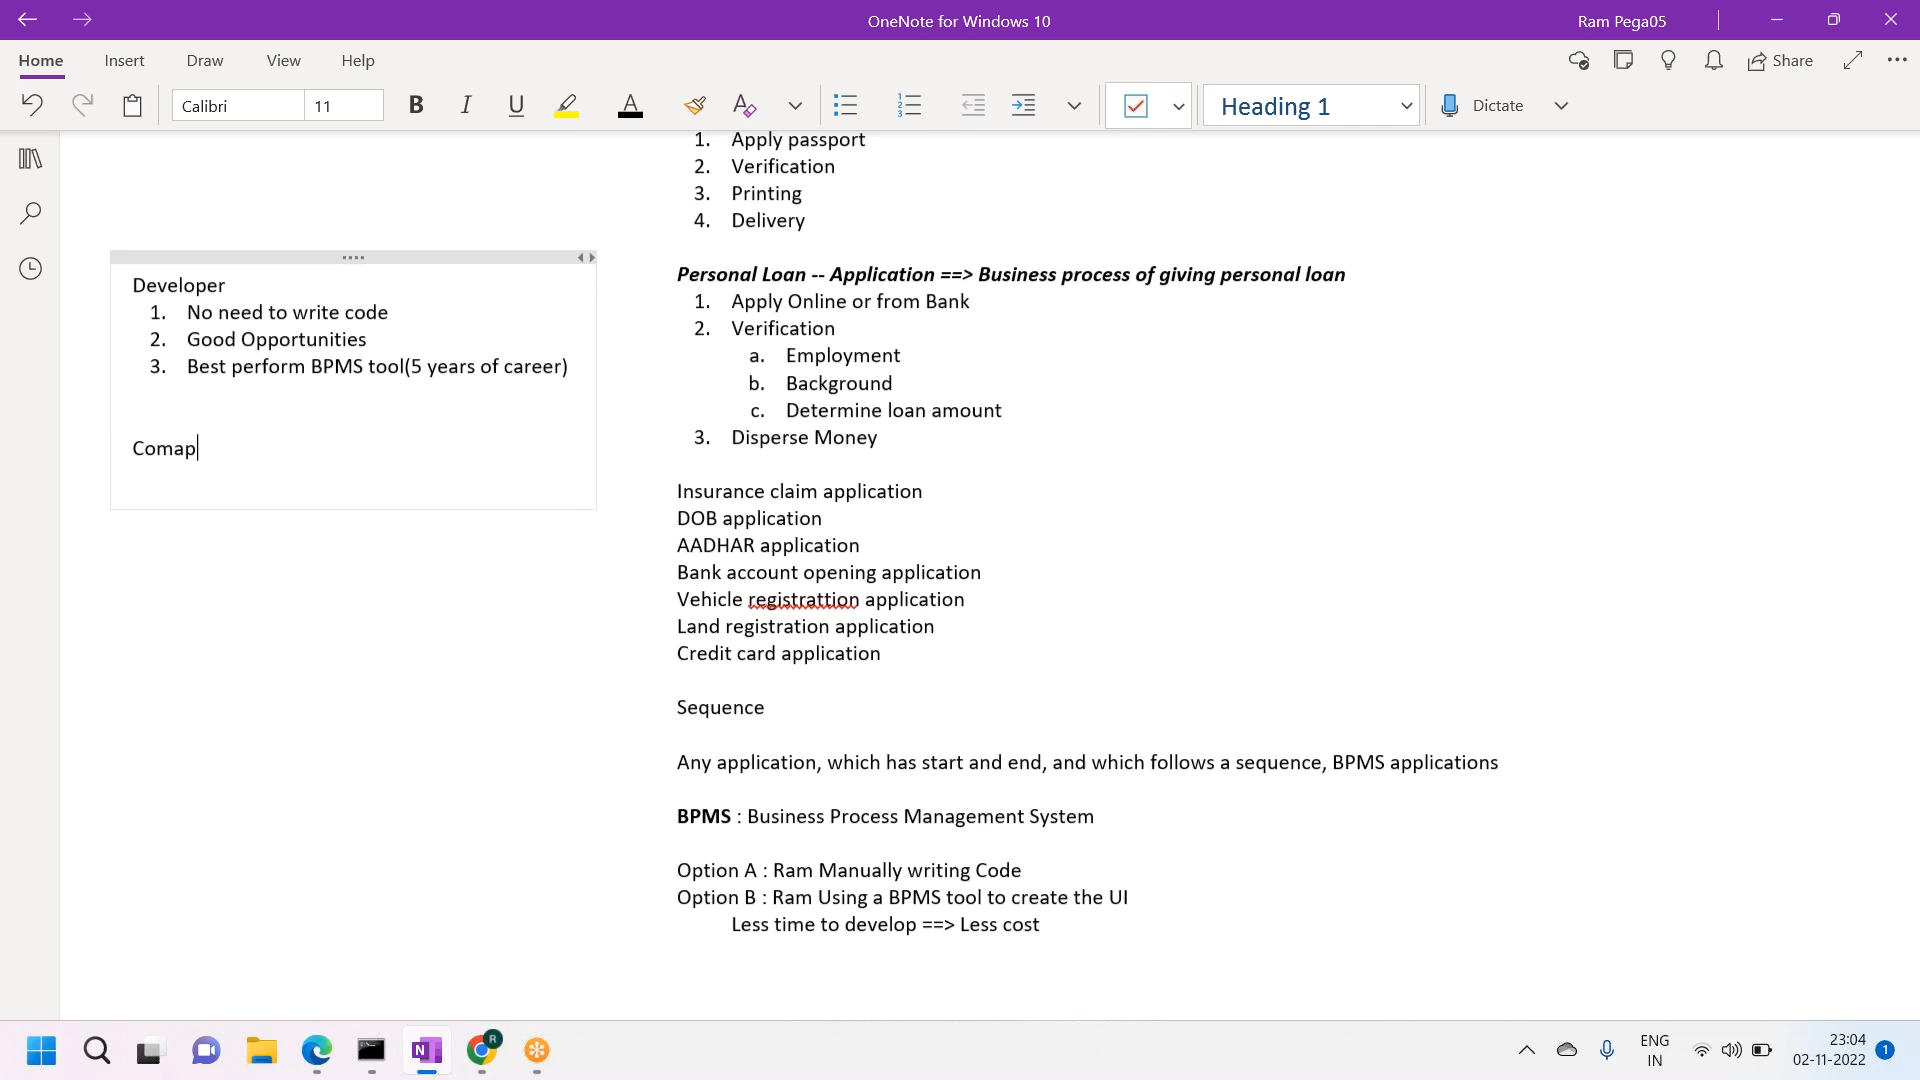 OneNote for Windows 10
Ram Pega05
Home
Insert
Draw
View
Help
Share
Calibri
11
B
I
U
A
Heading 1
Dictate
1. Apply passport
2. Verification
3. Printing
4. Delivery
Developer
1. No need to write code
2. Good Opportunities
3. Best perform BPMS tool(5 years of career)
Comap
Personal Loan -- Application ==> Business process of giving personal loan
1. Apply Online or from Bank
2. Verification
a. Employment
b. Background
c. Determine loan amount
3. Disperse Money
Insurance claim application
DOB application
AADHAR application
Bank account opening application
Vehicle registrattion application
Land registration application
Credit card application
Sequence
Any application, which has start and end, and which follows a sequence, BPMS applications
BPMS : Business Process Management System
Option A : Ram Manually writing Code
Option B : Ram Using a BPMS tool to create the UI
Less time to develop ==> Less cost
ENG
IN
23:04
02-11-2022
1